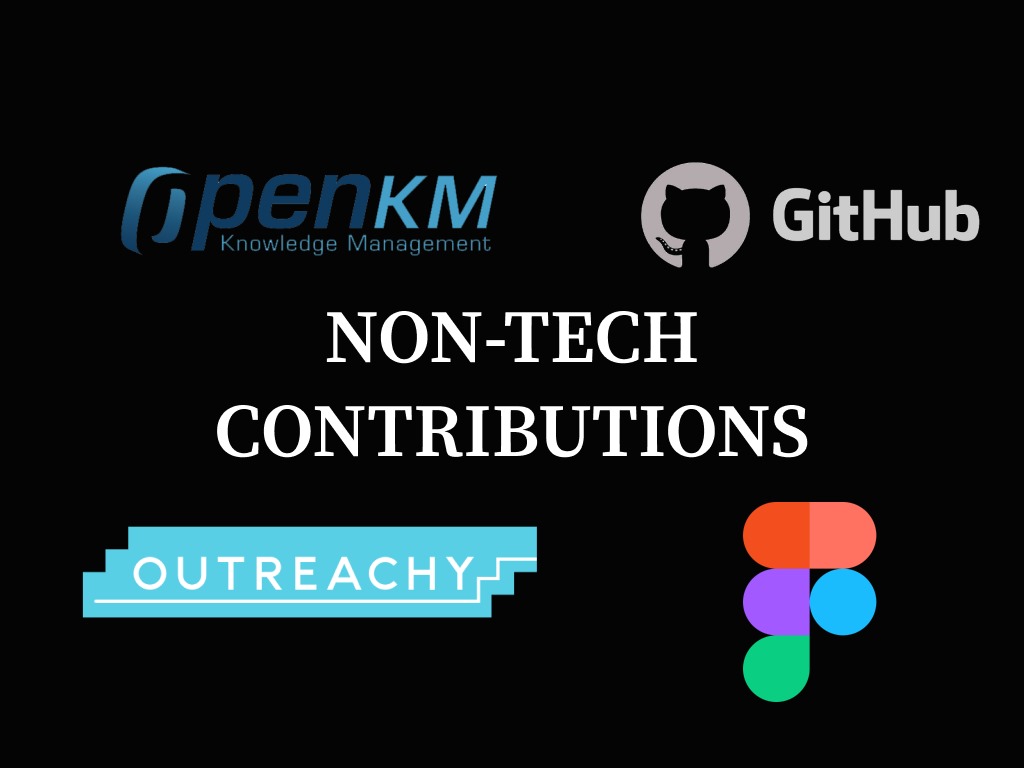 OpenKM
Knowledge Management
GitHub
NON-TECH
CONTRIBUTIONS
OUTREACHY